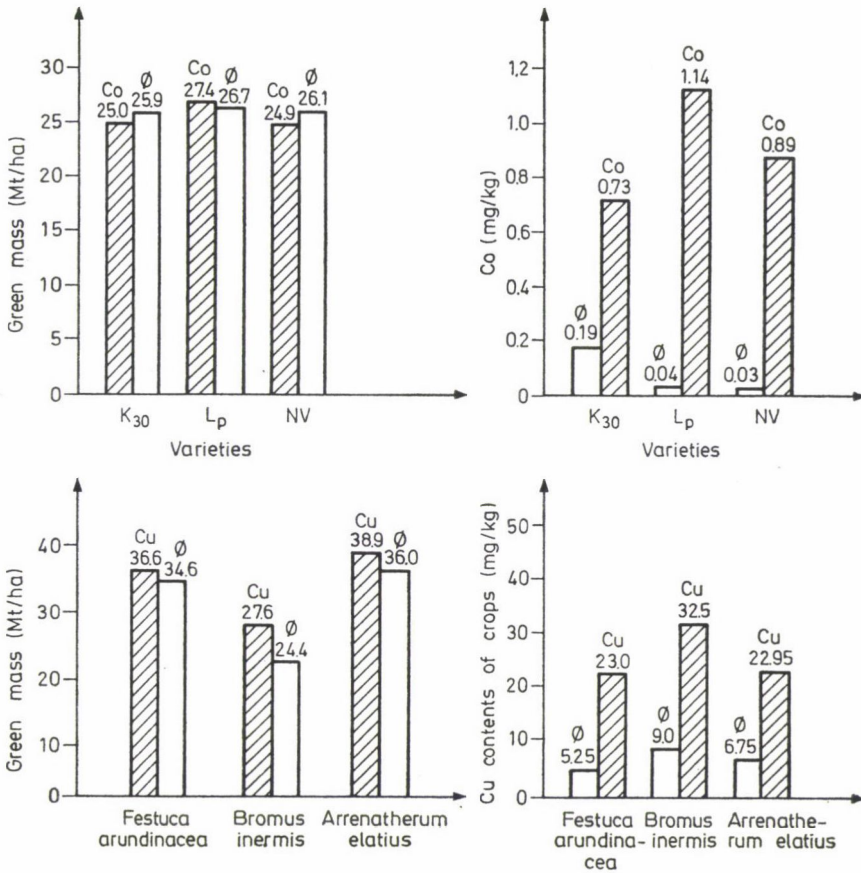 Green mass (Mt/ha)
30
25
20
15
10
5
0
Co
25.0
Ø
25.9
Co
27.4
Ø
26.7
Co
24.9
Ø
26.1
K30
Lp
NV
Varieties
Co (mg/kg)
1,2
1.0
0.8
0.6
0.4
0.2
0
Ø
0.19
Co
0.73
Ø
0.04
Co
1.14
Ø
0.03
Co
0.89
K30
Lp
NV
Varieties
Green mass (Mt/ha)
40
30
20
10
0
Cu
36.6
Ø
34.6
Cu
27.6
Ø
24.4
Cu
38.9
Ø
36.0
Festuca
arundinacea
Bromus
inermis
Arrenatherum
elatius
Cu contents of crops (mg/kg)
50
40
30
20
10
0
Ø
5.25
Cu
23.0
Ø
9.0
Cu
32.5
Ø
6.75
Cu
22.95
Festuca
arundina-
cea
Bromus
inermis
Arrenathe-
rum elatius